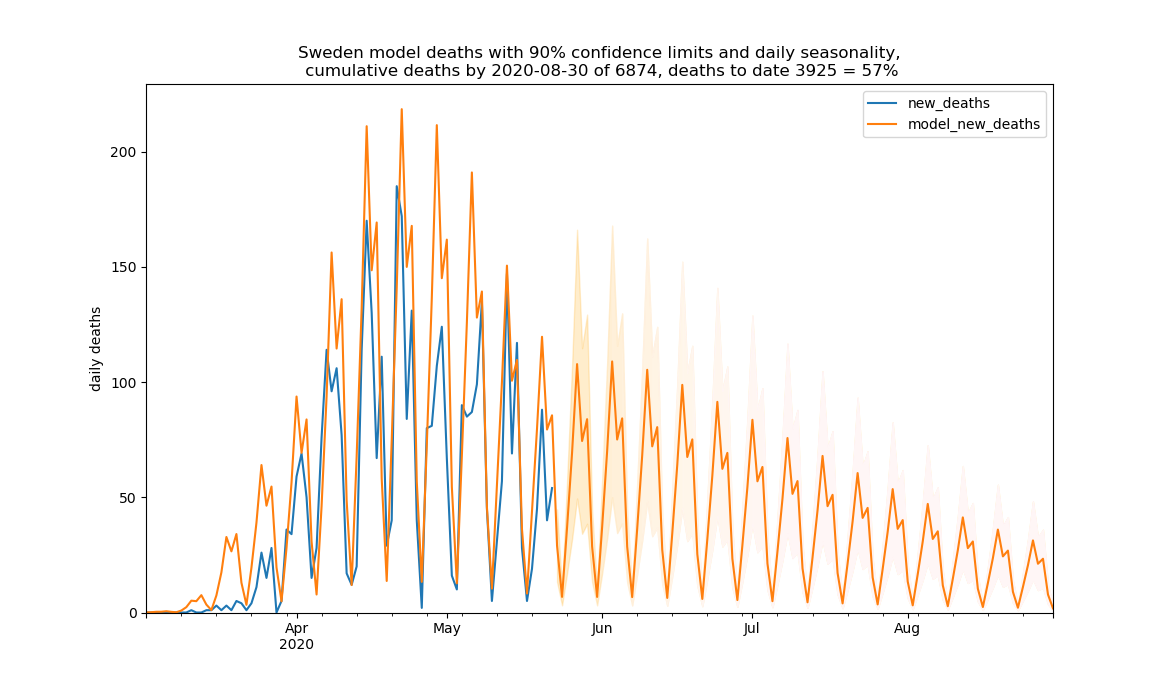 Sweden model deaths with 90% confidence limits and daily seasonality,
cumulative deaths by 2020-08-30 of 6874, deaths to date 3925 = 57%
new_deaths
model_new_deaths
daily deaths
200
150
100
50
0
Apr
2020
May
Jun
Jul
Aug